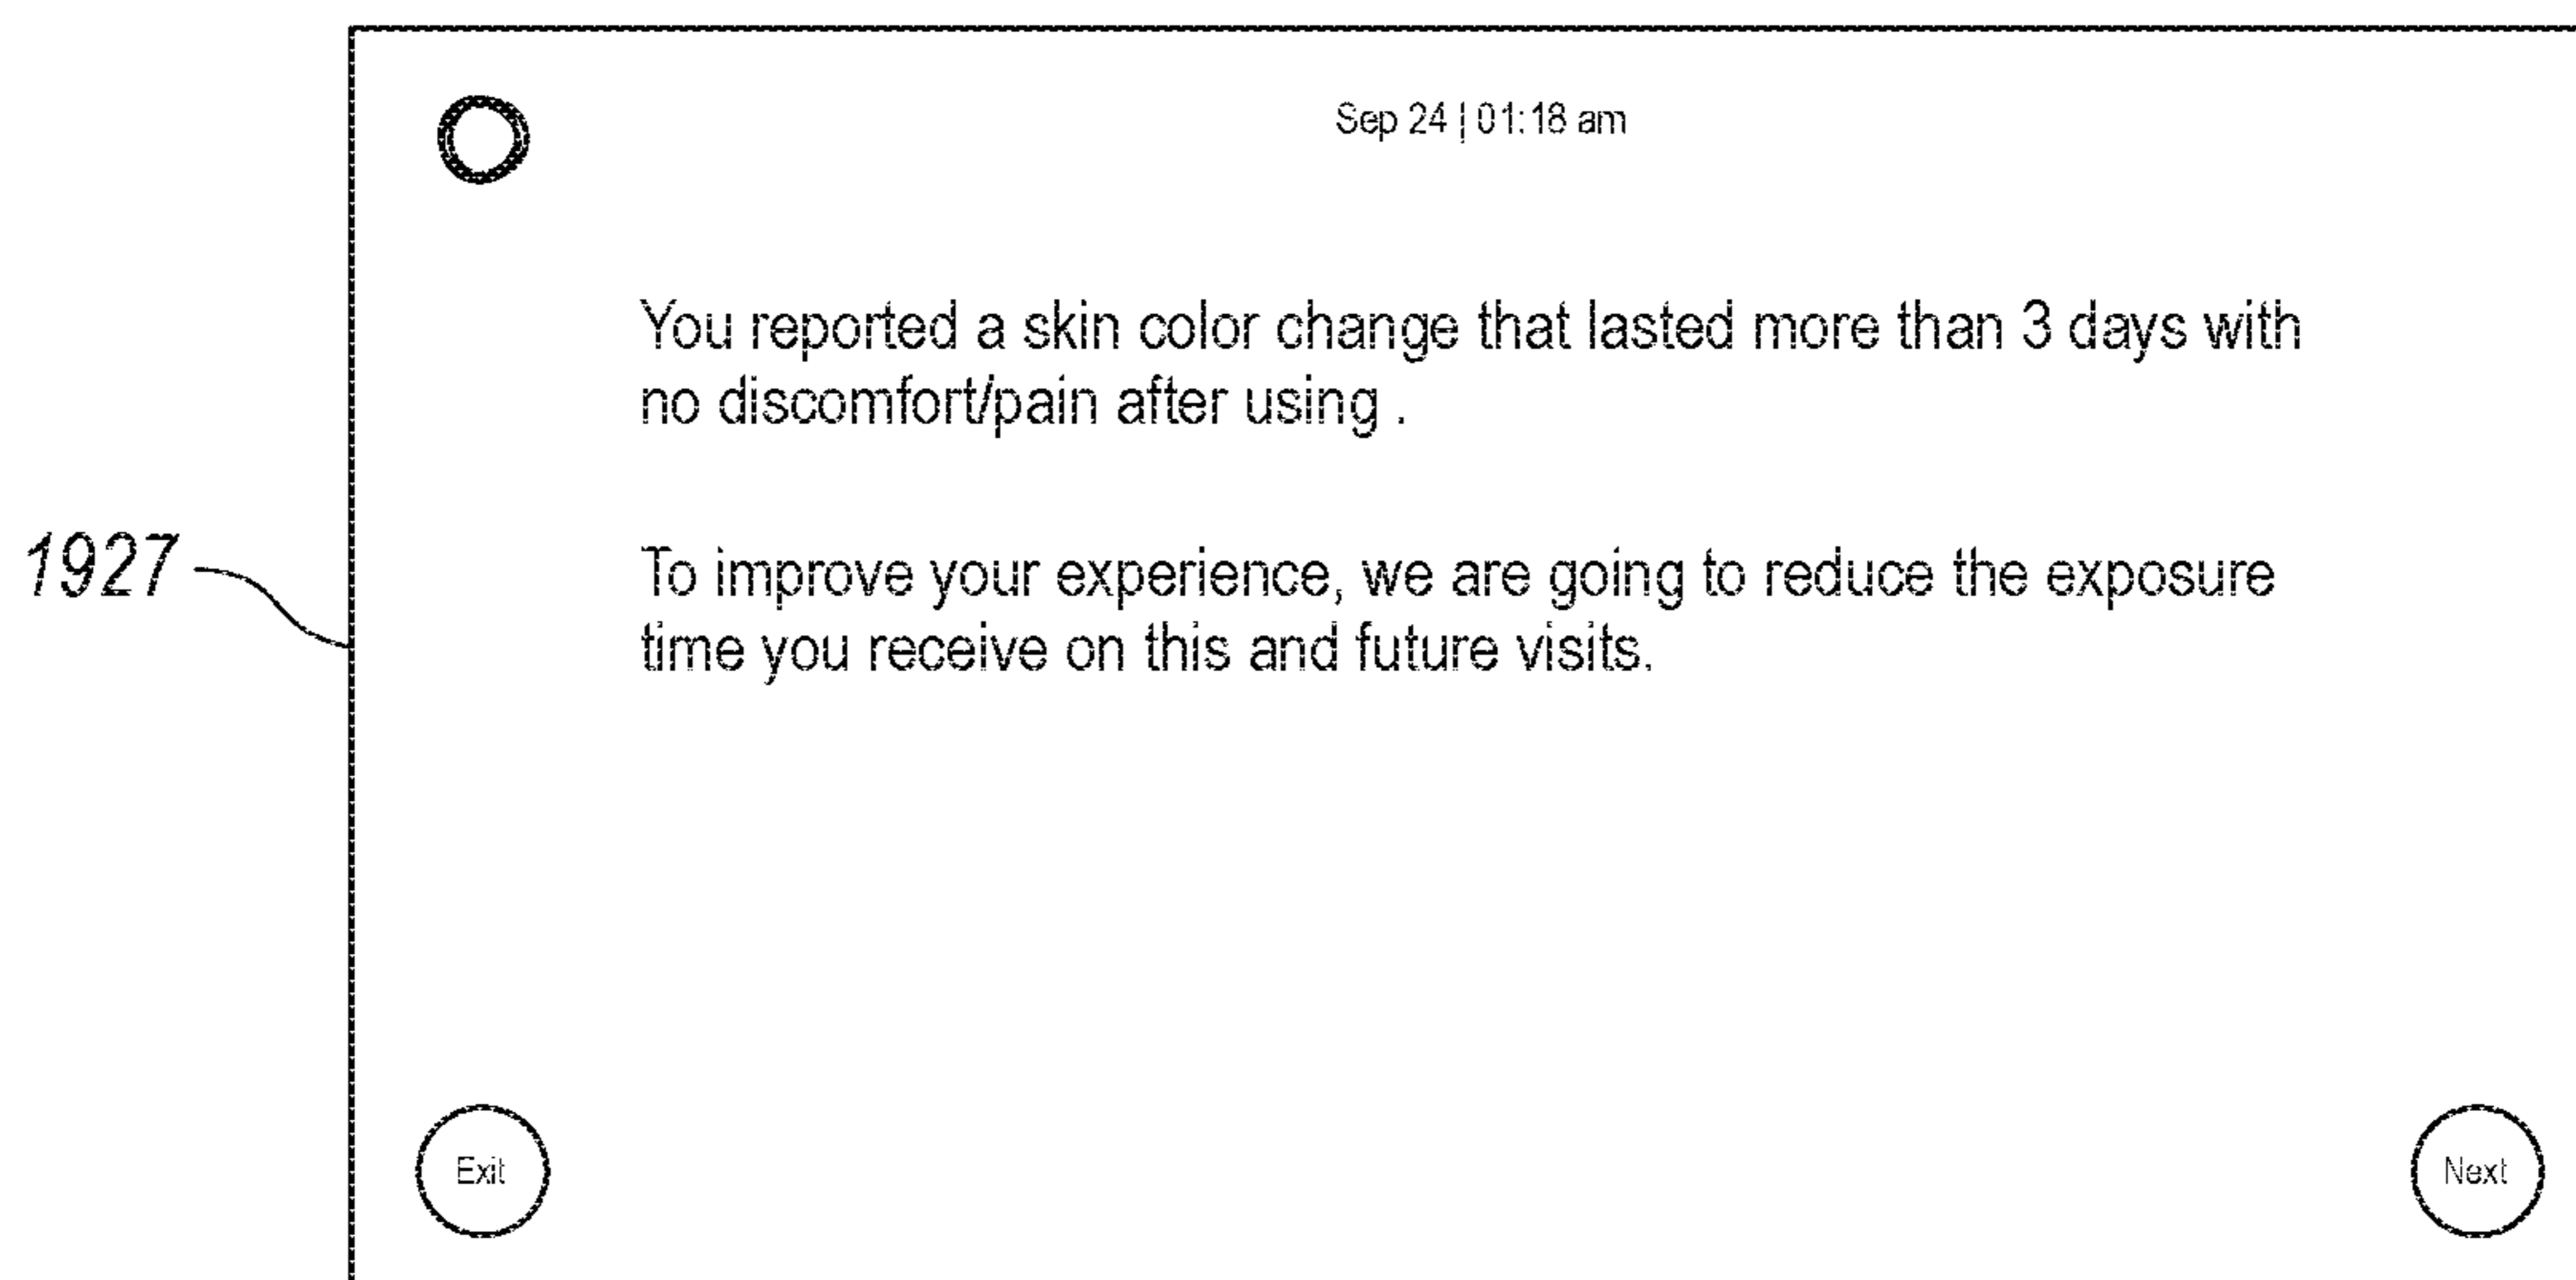 Sep 24 | 01:18 am
You reported a skin color change that lasted more than 3 days with
no discomfort/pain after using .
1927
To improve your experience, we are going to reduce the exposure
time you receive on this and future visits.
Exit
Next